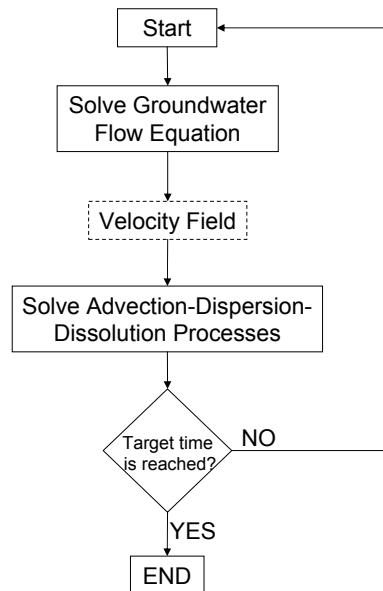 Start
Solve Groundwater
Flow Equation
Velocity Field
Solve Advection-Dispersion-
Dissolution Processes
Target time
is reached?
NO
YES
END